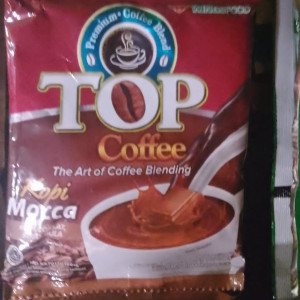 Premium • Coffee Blend
TOP
Coffee
The Art of Coffee Blending
Kopi
Mocca